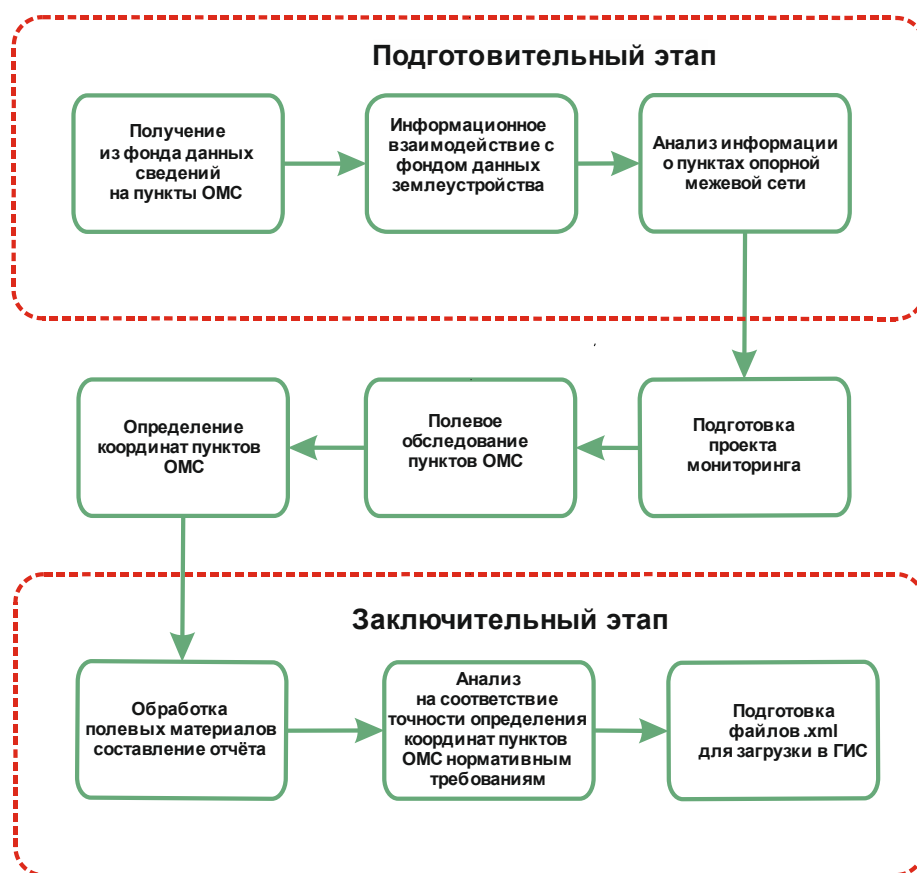 Подготовительный этап
Получение
из фонда данных
сведений
на пункты ОМС
Информационное
взаимодействие с
фондом данных
землеустройства
Анализ информации
о пунктах опорной
межевой сети
Подготовка
проекта
мониторинга
Полевое
обследование
пунктов ОМС
Определение
координат пунктов
ОМС
Заключительный этап
Обработка
полевых материалов
составление отчёта
Анализ
на соответствие
точности определения
координат пунктов
ОМС нормативным
требованиям
Подготовка
файлов .xml
для загрузки в ГИС